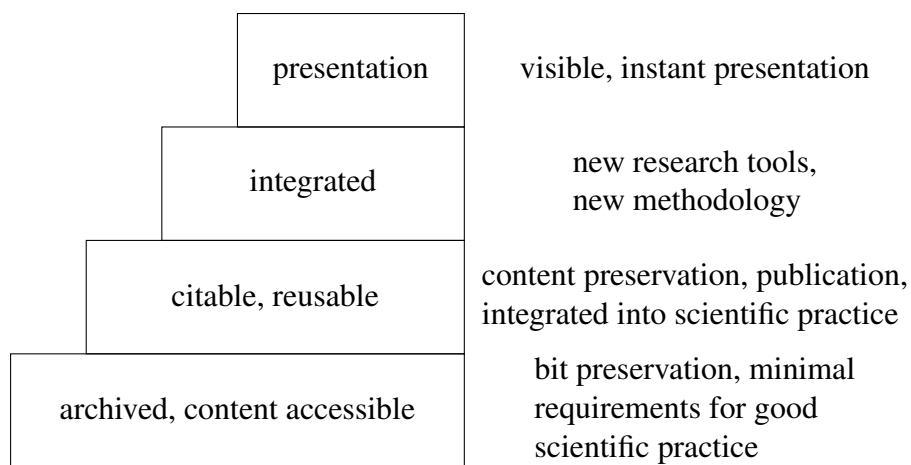 presentation
visible, instant presentation
integrated
new research tools,
new methodology
citable, reusable
content preservation, publication,
integrated into scientific practice
archived, content accessible
bit preservation, minimal
requirements for good
scientific practice